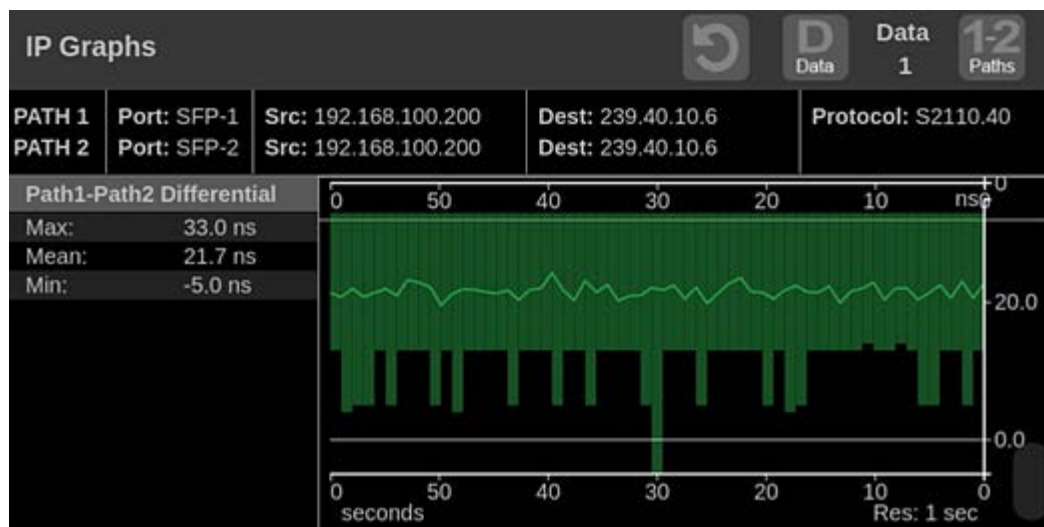 IP Graphs
D
Data
Data
1
1-2
Paths
PATH 1 Port: SFP-1 Src: 192.168.100.200 Dest: 239.40.10.6 Protocol: S2110.40
PATH 2 Port: SFP-2 Src: 192.168.100.200 Dest: 239.40.10.6
Path1-Path2 Differential
Max: 33.0 ns
Mean: 21.7 ns
Min: -5.0 ns
0 50 40 30 20 10 0
ns
20.0
0.0
0 50 40 30 20 10 0
seconds Res: 1 sec